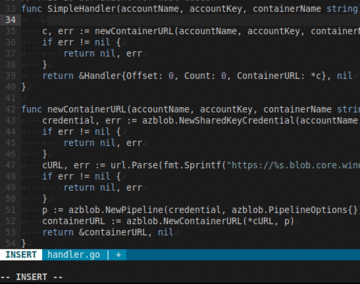 33 func SimpleHandler(accountName, accountKey, containerName string
34
35 c, err := newContainerURL(accountName, accountKey, containerN
36 if err != nil {
37 return nil, err
38 }
39 return &Handler{Offset: 0, Count: 0, ContainerURL: *c}, nil
40 }
41
42 func newContainerURL(accountName, accountKey, containerName strin
43 credential, err := azblob.NewSharedKeyCredential(accountName
44 if err != nil {
45 return nil, err
46 }
47 cURL, err := url.Parse(fmt.Sprintf("https://%s.blob.core.wind
48 if err != nil {
49 return nil, err
50 }
51 p := azblob.NewPipeline(credential, azblob.PipelineOptions{}
52 containerURL := azblob.NewContainerURL(*cURL, p)
53 return &containerURL, nil
54 }
INSERT handler.go | +
-- INSERT --